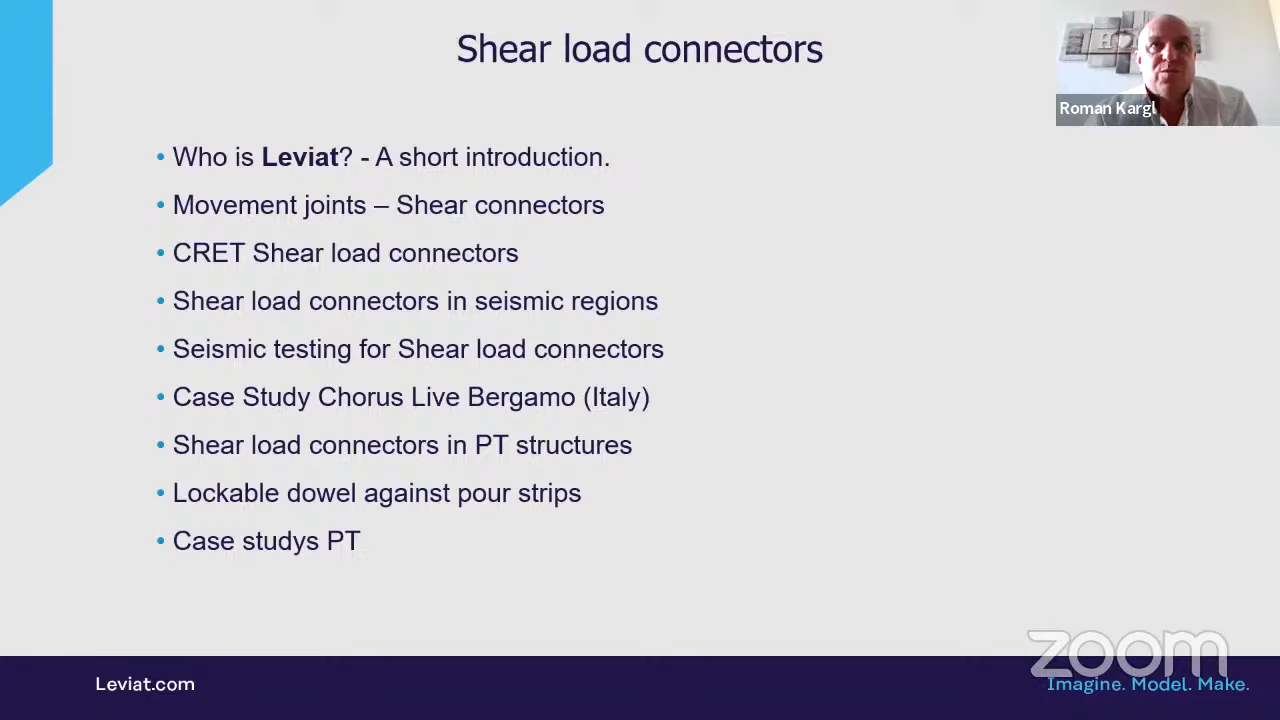 Shear load connectors
Roman Kargl
• Who is Leviat? - A short introduction.
• Movement joints – Shear connectors
• CRET Shear load connectors
• Shear load connectors in seismic regions
• Seismic testing for Shear load connectors
• Case Study Chorus Live Bergamo (Italy)
• Shear load connectors in PT structures
• Lockable dowel against pour strips
• Case studys PT
zoom
Leviat.com
Imagine. Model. Make.